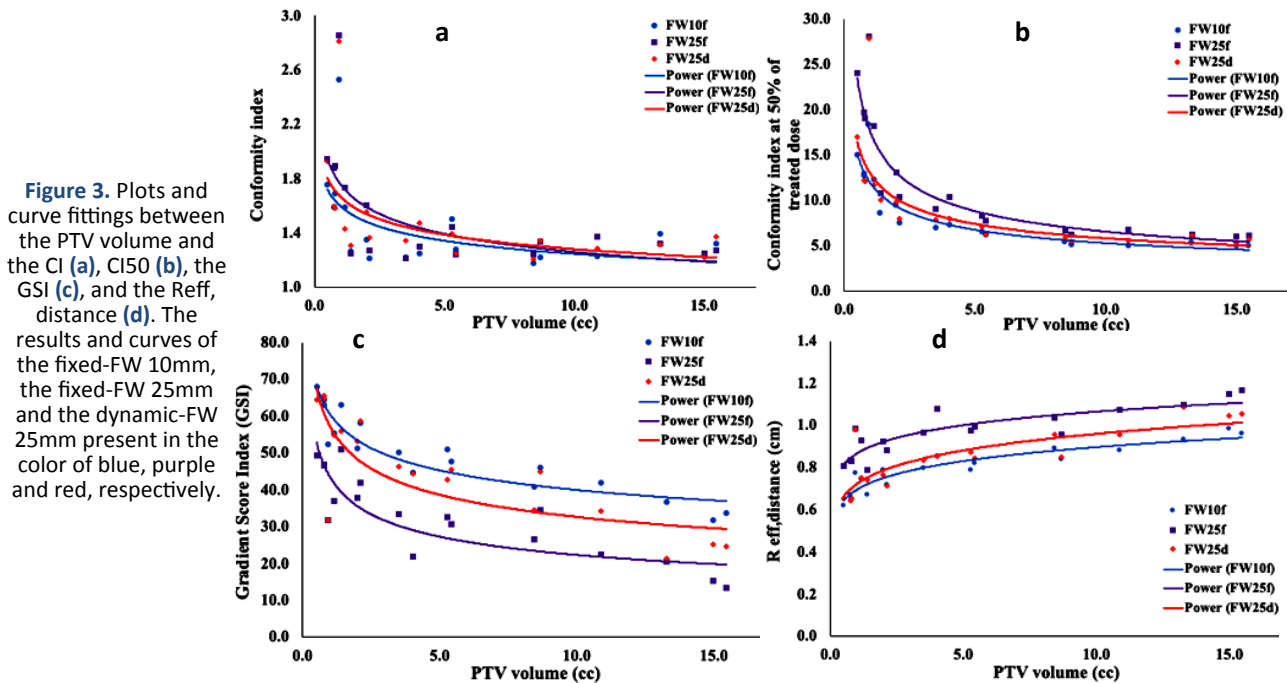 Figure 3. Plots and
curve fittings between
the PTV volume and
the CI (a), CI50 (b), the
GSI (c), and the Reff,
distance (d). The
results and curves of
the fixed-FW 10mm,
the fixed-FW 25mm
and the dynamic-FW
25mm present in the
color of blue, purple
and red, respectively.
a
Conformity index
3.0
2.6
2.2
1.8
1.4
1.0
0.0 5.0 10.0 15.0
PTV volume (cc)
FW10f
FW25f
FW25d
Power (FW10f)
Power (FW25f)
Power (FW25d)
b
Conformity index at 50% of
treated dose
30.0
25.0
20.0
15.0
10.0
5.0
0.0
0.0 5.0 10.0 15.0
PTV volume (cc)
FW10f
FW25f
FW25d
Power (FW10f)
Power (FW25f)
Power (FW25d)
c
Gradient Score Index (GSI)
80.0
70.0
60.0
50.0
40.0
30.0
20.0
10.0
0.0
0.0 5.0 10.0 15.0
PTV volume (cc)
FW10f
FW25f
FW25d
Power (FW10f)
Power (FW25f)
Power (FW25d)
d
R eff,distance (cm)
1.4
1.2
1
0.8
0.6
0.4
0.2
0
0.0 5.0 10.0 15.0
PTV volume (cc)
FW10f
FW25f
FW25d
Power (FW10f)
Power (FW25f)
Power (FW25d)